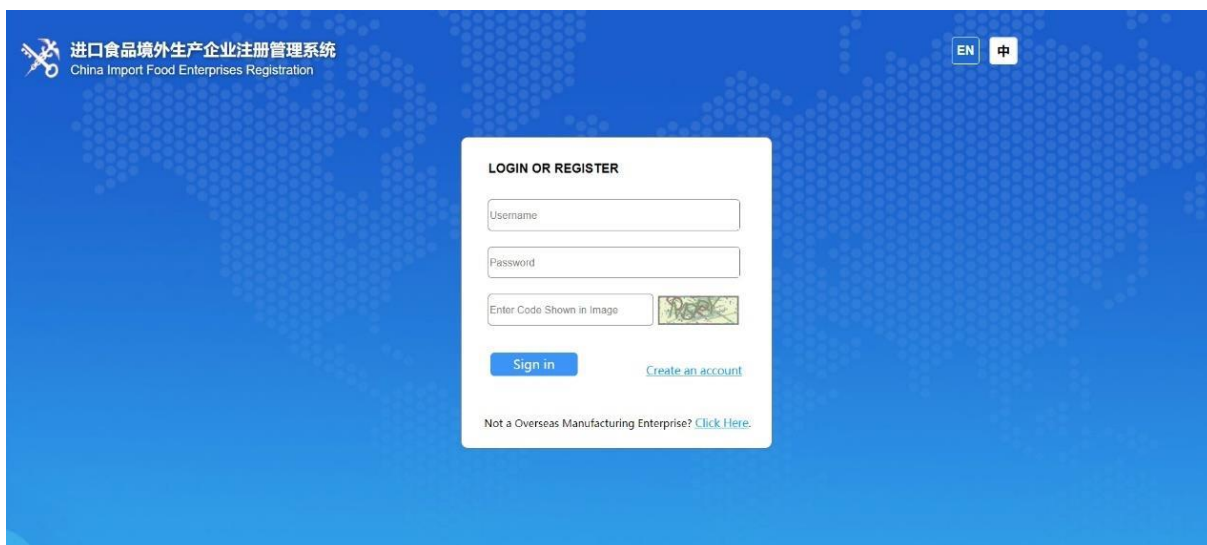 进口食品境外生产企业注册管理系统
China Import Food Enterprises Registration
EN 中
LOGIN OR REGISTER
Username
Password
Enter Code Shown in Image
Sign in
Create an account
Not a Overseas Manufacturing Enterprise? Click Here.